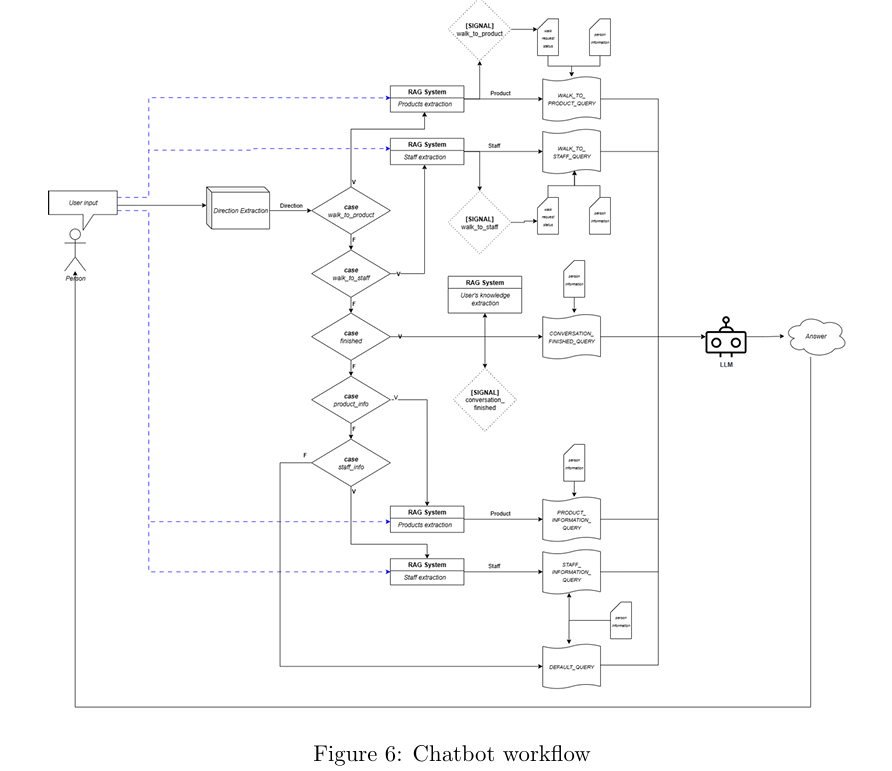 [SIGNAL]
walk_to_product
walk
request
status
person
information
RAG System
Products extraction
Product
WALK_TO_
PRODUCT_QUERY
RAG System
Staff extraction
Staff
WALK_TO_
STAFF_QUERY
V
User input
Direction Extraction
Direction
case
walk_to_product
[SIGNAL]
walk_to_staff
walk
request
status
person
information
F
Person
case
walk_to_staff
V
person
information
RAG System
User's knowledge
extraction
F
case
finished
V
CONVERSATION_
FINISHED_QUERY
LLM
Answer
F
case
product_info
V
[SIGNAL]
conversation_
finished
F
F
case
staff_info
V
person
information
RAG System
Products extraction
Product
PRODUCT_
INFORMATION_
QUERY
RAG System
Staff extraction
Staff
STAFF_
INFORMATION_
QUERY
person
information
DEFAULT_QUERY
Figure 6: Chatbot workflow